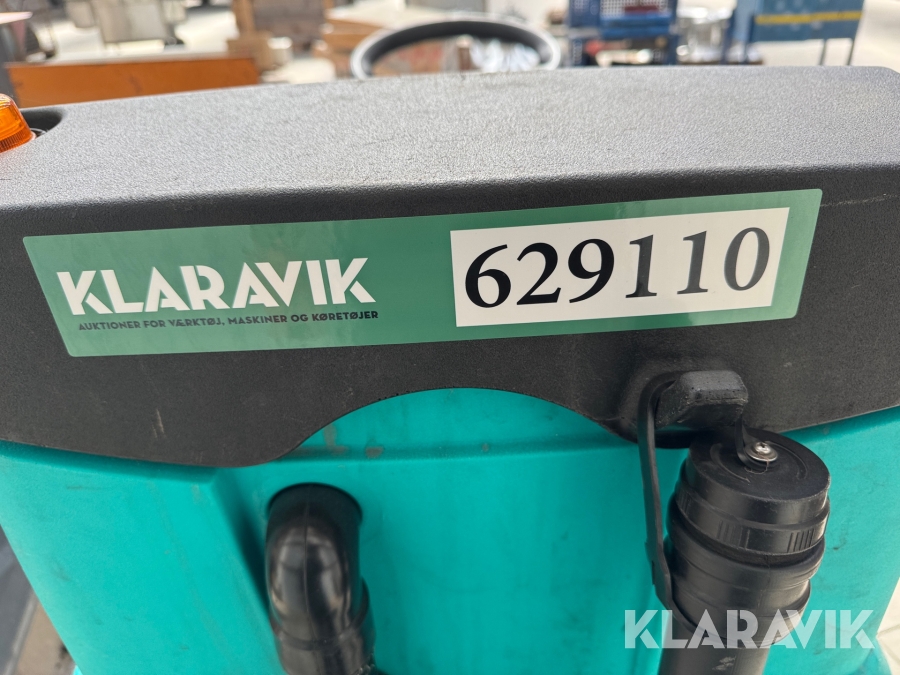 KLARAVIK
AUKTIONER FOR VÆRKTØJ, MASKINER OG KØRETØJER
629110
KLARAVIK